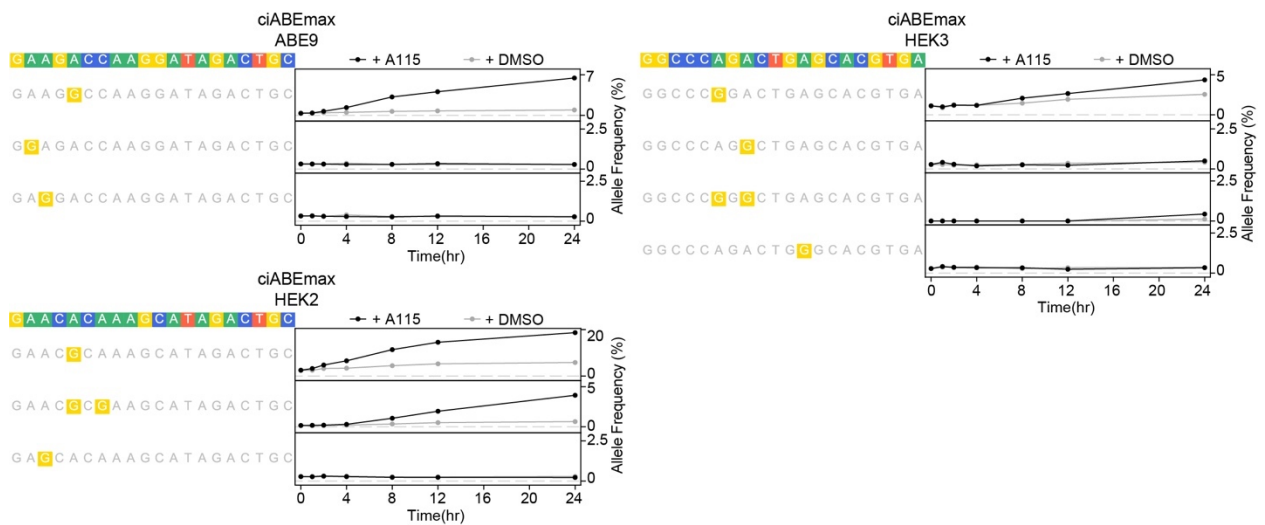 ciABEmax
ABE9
GAAGACCAAGGATAGACTGC
+ A115
+ DMSO
GAAGGCCAAGGATAGACTGC
GGAGACCAAGGATAGACTGC
GAGGACCAAGGATAGACTGC
7
0
2.5
0
2.5
0
Allele Frequency (%)
0 4 8 12 16 20 24
Time(hr)
ciABEmax
HEK2
GAACACAAAGCATAGACTGC
+ A115
+ DMSO
GAACGCAAAGCATAGACTGC
GAACGCGAAGCATAGACTGC
GAGCACAAAGCATAGACTGC
20
0
5
0
2.5
0
Allele Frequency (%)
0 4 8 12 16 20 24
Time(hr)
ciABEmax
HEK3
GGCCCAGACTGAGCACGTGA
+ A115
+ DMSO
GGCCCGGACTGAGCACGTGA
GGCCCAGGCTGAGCACGTGA
GGCCCGGGCTGAGCACGTGA
GGCCCAGACTGGGCACGTGA
5
0
2.5
0
2.5
0
2.5
0
Allele Frequency (%)
0 4 8 12 16 20 24
Time(hr)